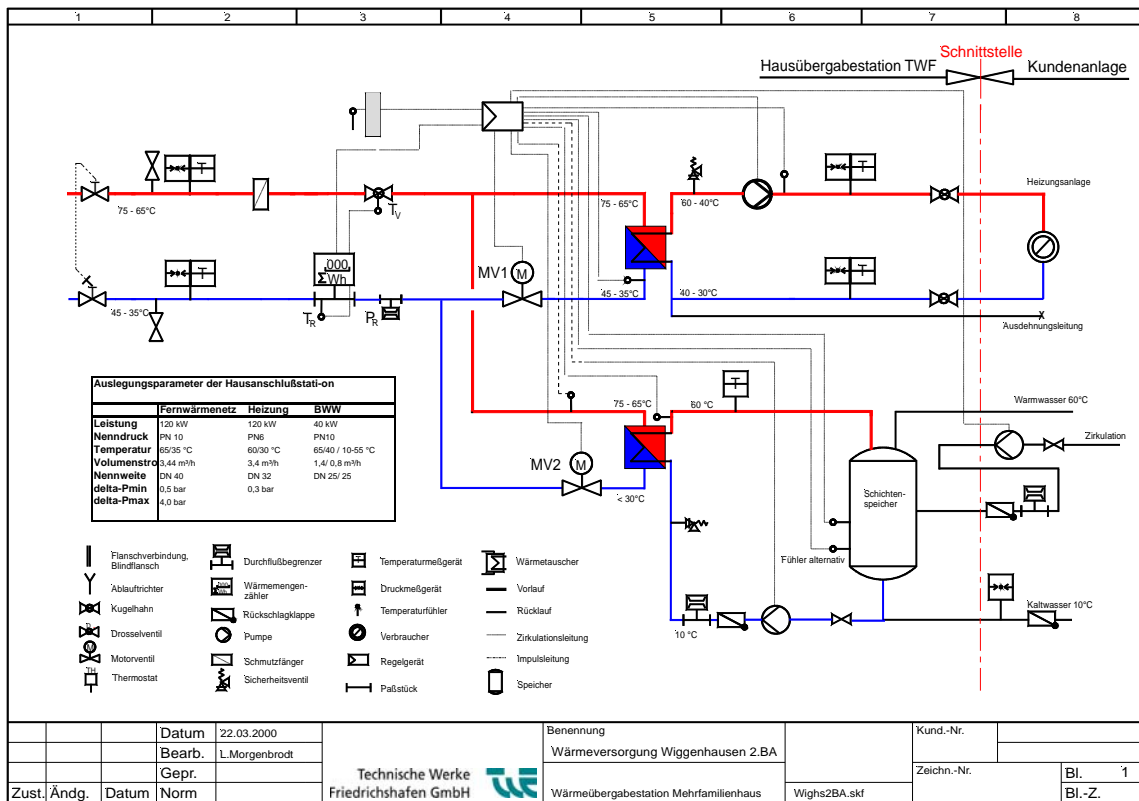 1 2 3 4 5 6 7 8
Schnittstelle
Hausübergabestation TWF Kundenanlage
Heizungsanlage
75 - 65°C
TV
75 - 65°C
60 - 40°C
000
Σ Wh
MV1
M
45 - 35°C
TR
PR
45 - 35°C
40 - 30°C
Ausdehnungsleitung
Auslegungsparameter der Hausanschlußstati-on
Fernwärmenetz Heizung BWW
Leistung 120 kW 120 kW 40 kW
Nenndruck PN 10 PN6 PN10
Temperatur 65/35 °C 60/30 °C 65/40 / 10-55 °C
Volumenstro 3,44 m³/h 3,4 m³/h 1,4/ 0,8 m³/h
Nennweite DN 40 DN 32 DN 25/ 25
delta-Pmin 0,5 bar 0,3 bar
delta-Pmax 4,0 bar
75 - 65°C
60 °C
T
Warmwasser 60°C
Zirkulation
MV2
M
< 30°C
Schichten-
speicher
Fühler alternativ
10 °C
Kaltwasser 10°C
Flanschverbindung,
Blindflansch
Ablauftrichter
Kugelhahn
Drosselventil
Motorventil
Thermostat
Durchflußbegrenzer
Wärmemengen-
zähler
Rückschlagklappe
Pumpe
Schmutzfänger
Sicherheitsventil
Temperaturmeßgerät
Druckmeßgerät
Temperaturfühler
Verbraucher
Regelgerät
Paßstück
Wärmetauscher
Vorlauf
Rücklauf
Zirkulationsleitung
Impulsleitung
Speicher
Datum 22.03.2000
Bearb. L.Morgenbrodt
Gepr.
Zust. Ändg. Datum Norm
Technische Werke
Friedrichshafen GmbH
Benennung
Wärmeversorgung Wiggenhausen 2.BA
Wärmeübergabestation Mehrfamilienhaus
Wighs2BA.skf
Kund.-Nr.
Zeichn.-Nr.
Bl. 1
Bl.-Z.